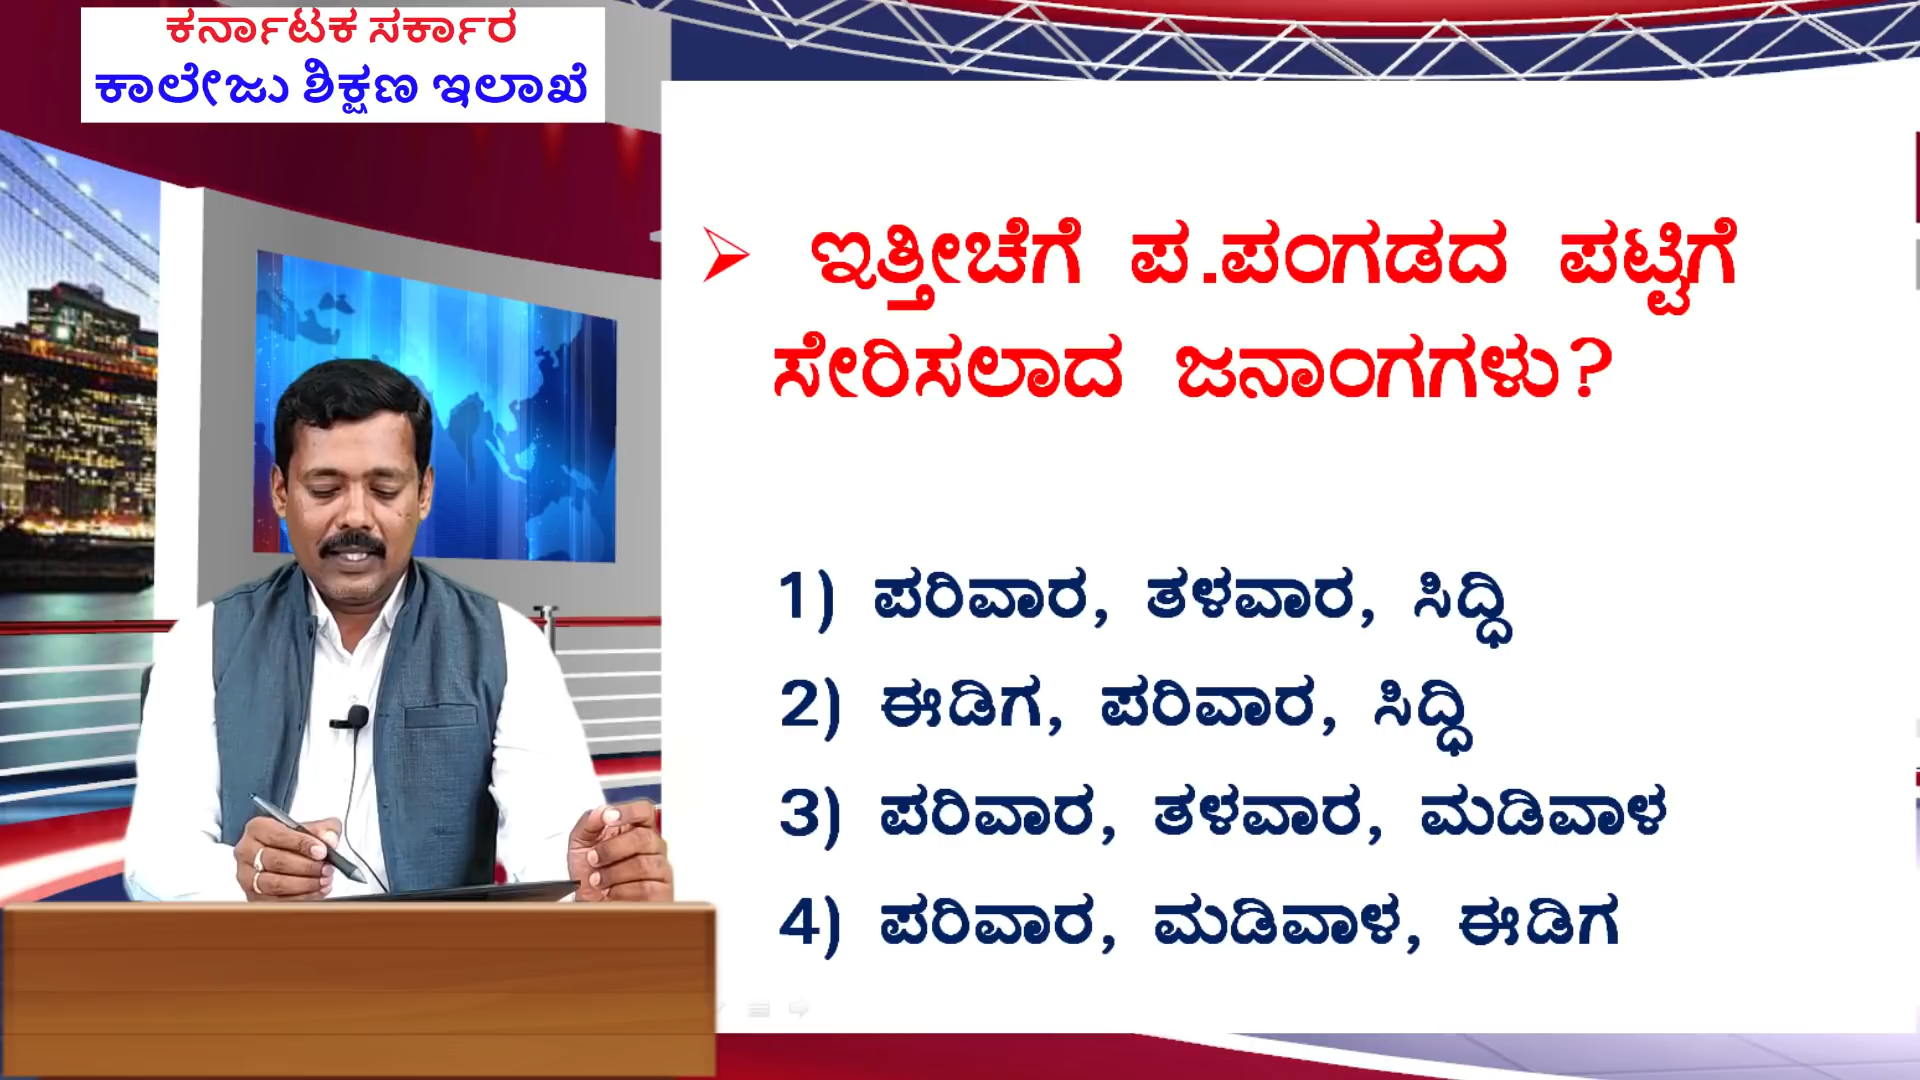 ಕರ್ನಾಟಕ ಸರ್ಕಾರ
ಕಾಲೇಜು ಶಿಕ್ಷಣ ಇಲಾಖೆ
ಇತ್ತೀಚೆಗೆ ಪ.ಪಂಗಡದ ಪಟ್ಟಿಗೆ
ಸೇರಿಸಲಾದ ಜನಾಂಗಗಳು?
1) ಪರಿವಾರ, ತಳವಾರ, ಸಿದ್ಧಿ
2) ಈಡಿಗ, ಪರಿವಾರ, ಸಿದ್ಧಿ
3) ಪರಿವಾರ, ತಳವಾರ, ಮಡಿವಾಳ
4) ಪರಿವಾರ, ಮಡಿವಾಳ, ಈಡಿಗ